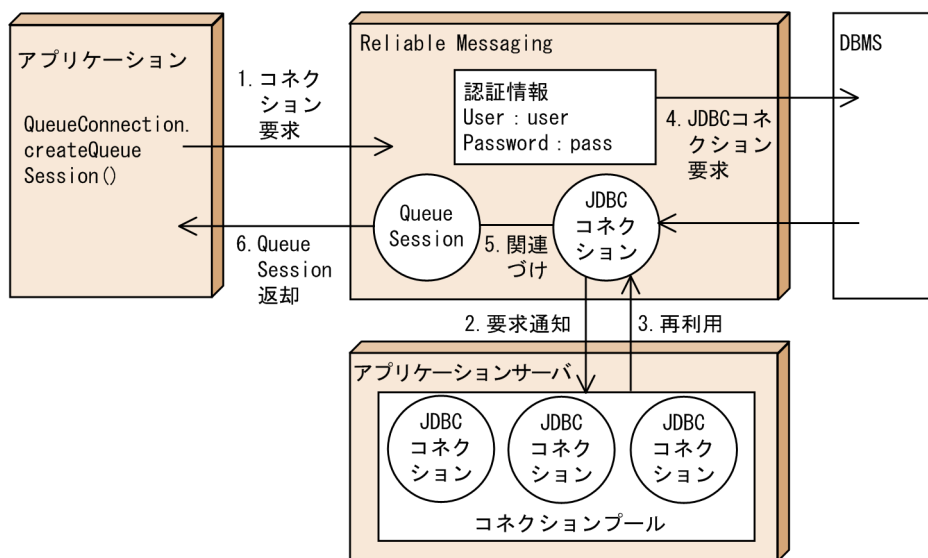 アプリケーション
QueueConnection.
createQueue
Session()
1.コネク
ション
要求
6.Queue
Session
返却
Reliable Messaging
認証情報
User：user
Password：pass
Queue
Session
5.関連
づけ
JDBC
コネク
ション
4.JDBCコネ
クション
要求
DBMS
2.要求通知
3.再利用
アプリケーションサーバ
JDBC
コネク
ション
JDBC
コネク
ション
JDBC
コネク
ション
コネクションプール